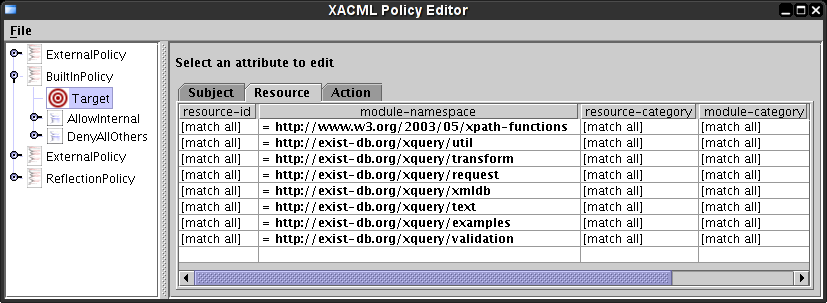 XACML Policy Editor
File
ExternalPolicy
BuiltInPolicy
Target
AllowInternal
DenyAllOthers
ExternalPolicy
ReflectionPolicy
Select an attribute to edit
Subject Resource Action
resource-id module-namespace resource-category module-category
[match all] = http://www.w3.org/2003/05/xpath-functions [match all] [match all]
[match all] = http://exist-db.org/xquery/util [match all] [match all]
[match all] = http://exist-db.org/xquery/transform [match all] [match all]
[match all] = http://exist-db.org/xquery/request [match all] [match all]
[match all] = http://exist-db.org/xquery/xmldb [match all] [match all]
[match all] = http://exist-db.org/xquery/text [match all] [match all]
[match all] = http://exist-db.org/xquery/examples [match all] [match all]
[match all] = http://exist-db.org/xquery/validation [match all] [match all]